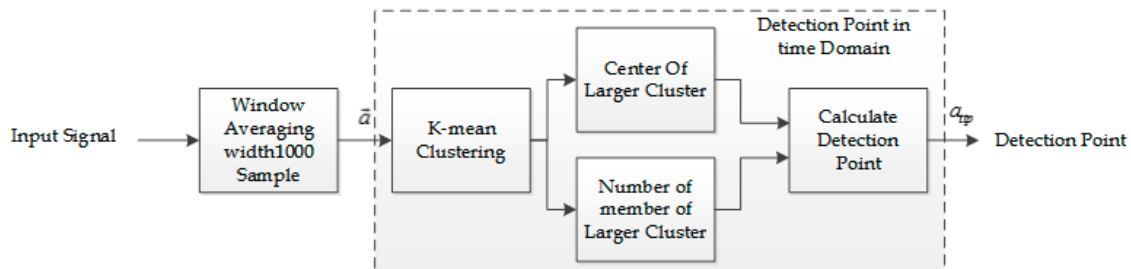 Detection Point in
time Domain
Input Signal
Window
Averaging
width1000
Sample
ā
K-mean
Clustering
Center Of
Larger Cluster
Number of
member of
Larger Cluster
Calculate
Detection
Point
a_tp
Detection Point